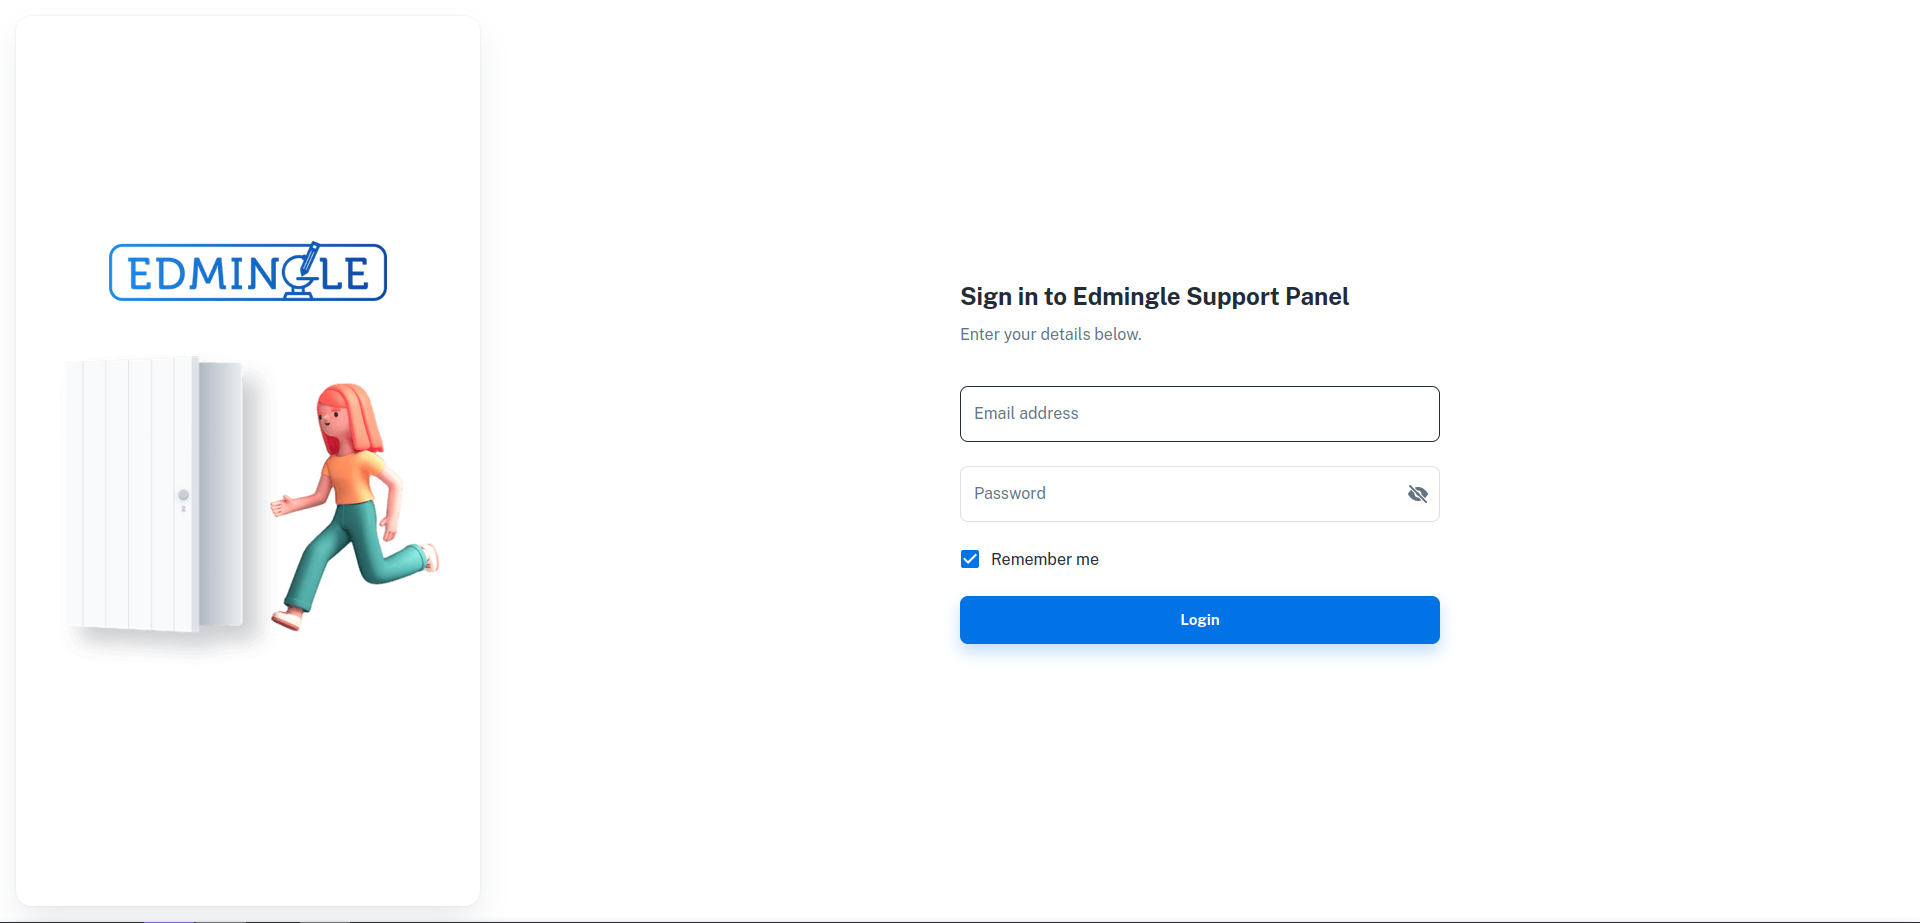 EDMINGLE
Sign in to Edmingle Support Panel
Enter your details below.
Email address
Password
Remember me
Login